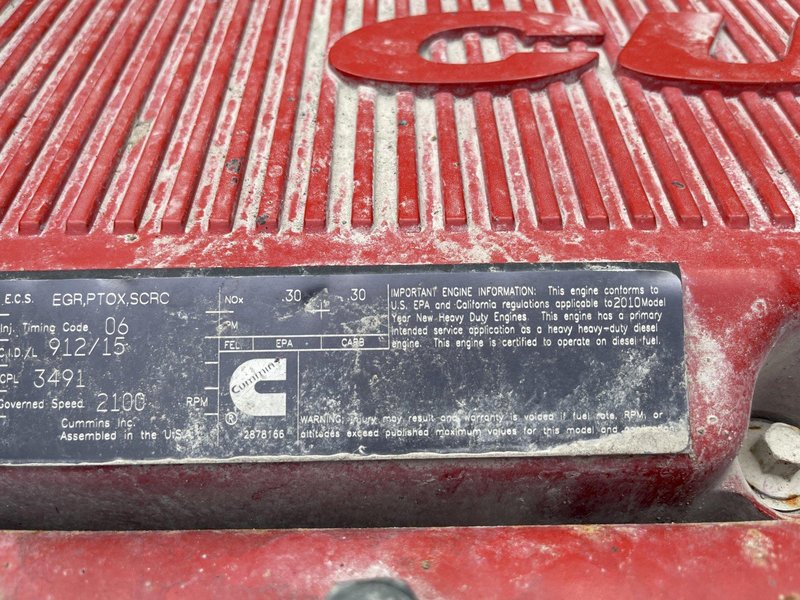 CU
E.C.S. EGR,PTOX,SCRC
Inj. Timing Code 06
C.I.D./L 912/15
CPL 3491
Governed Speed 2100 RPM
Cummins Inc.
Assembled in the U.S.A.
NOx .30 .30
PM
FEL EPA CARB
Cummins
®
2878166
IMPORTANT ENGINE INFORMATION: This engine conforms to
U.S. EPA and California regulations applicable to 2010 Model
Year New Heavy Duty Engines. This engine has a primary
intended service application as a heavy heavy-duty diesel
engine. This engine is certified to operate on diesel fuel.
WARNING: Injury may result and warranty is voided if fuel rate, RPM, or
altitudes exceed published maximum values for this model and